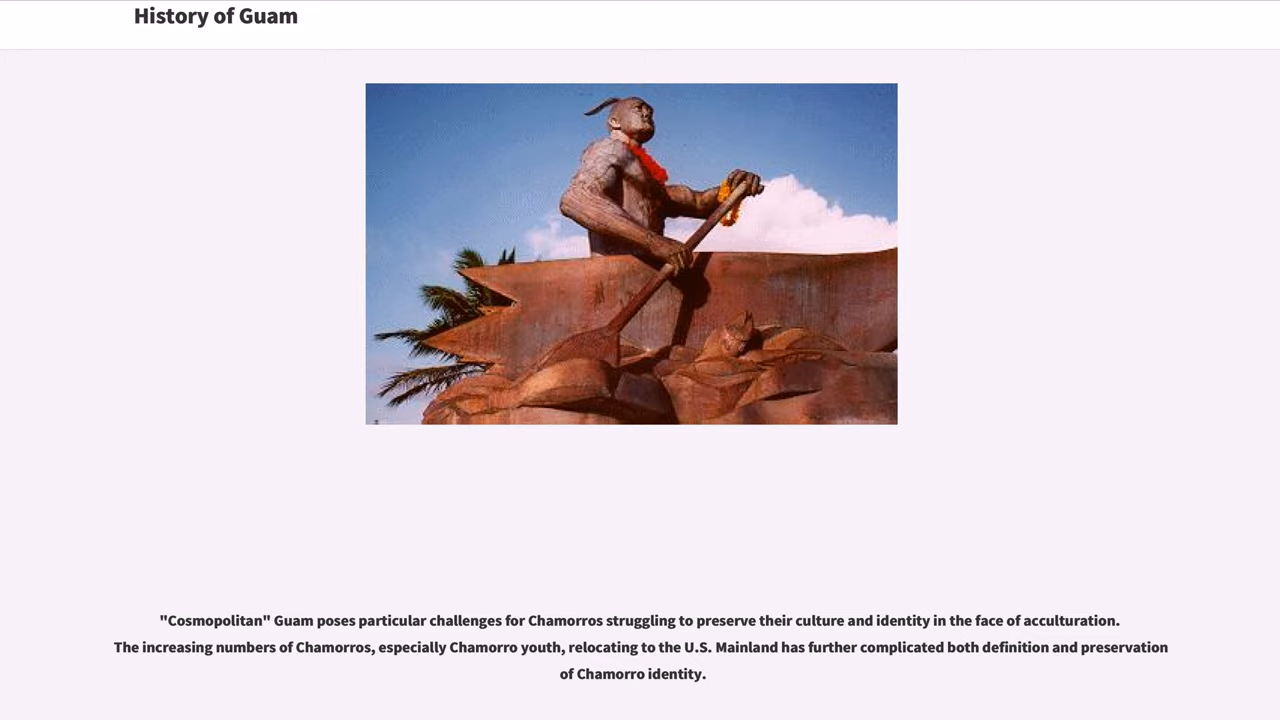 History of Guam
"Cosmopolitan" Guam poses particular challenges for Chamorros struggling to preserve their culture and identity in the face of acculturation.
The increasing numbers of Chamorros, especially Chamorro youth, relocating to the U.S. Mainland has further complicated both definition and preservation
of Chamorro identity.